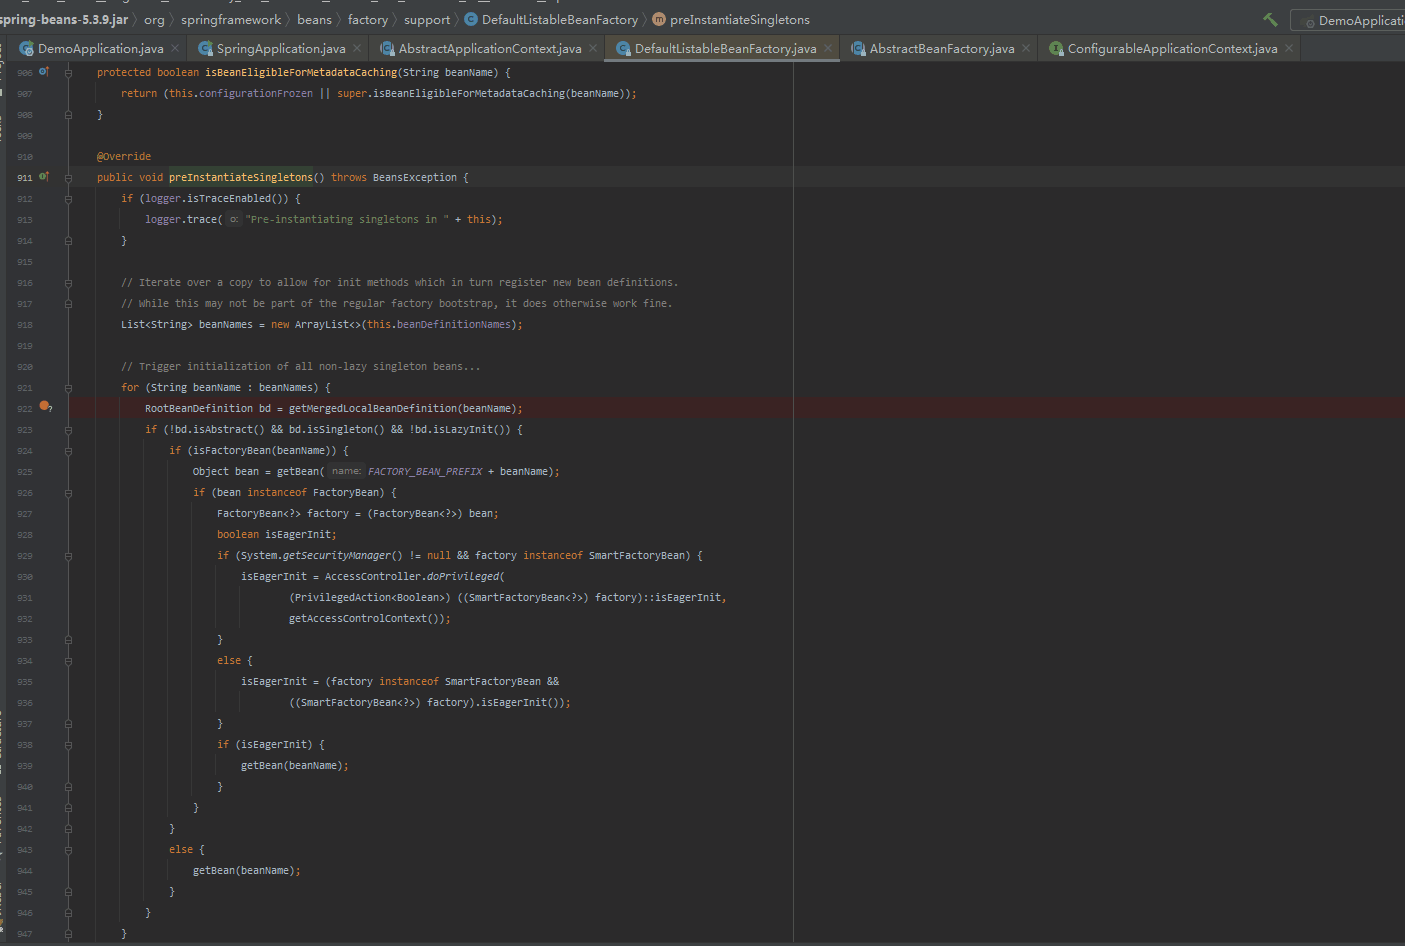 spring-beans-5.3.9.jar org springframework beans factory support DefaultListableBeanFactory preInstantiateSingletons DemoApplicati
DemoApplication.java SpringApplication.java AbstractApplicationContext.java DefaultListableBeanFactory.java AbstractBeanFactory.java ConfigurableApplicationContext.java
906 protected boolean isBeanEligibleForMetadataCaching(String beanName) {
907 return (this.configurationFrozen || super.isBeanEligibleForMetadataCaching(beanName));
908 }
909
910 @Override
911 public void preInstantiateSingletons() throws BeansException {
912 if (logger.isTraceEnabled()) {
913 logger.trace( o: "Pre-instantiating singletons in " + this);
914 }
915
916 // Iterate over a copy to allow for init methods which in turn register new bean definitions.
917 // While this may not be part of the regular factory bootstrap, it does otherwise work fine.
918 List<String> beanNames = new ArrayList<>(this.beanDefinitionNames);
919
920 // Trigger initialization of all non-lazy singleton beans...
921 for (String beanName : beanNames) {
922 RootBeanDefinition bd = getMergedLocalBeanDefinition(beanName);
923 if (!bd.isAbstract() && bd.isSingleton() && !bd.isLazyInit()) {
924 if (isFactoryBean(beanName)) {
925 Object bean = getBean( name: FACTORY_BEAN_PREFIX + beanName);
926 if (bean instanceof FactoryBean) {
927 FactoryBean<?> factory = (FactoryBean<?>) bean;
928 boolean isEagerInit;
929 if (System.getSecurityManager() != null && factory instanceof SmartFactoryBean) {
930 isEagerInit = AccessController.doPrivileged(
931 (PrivilegedAction<Boolean>) ((SmartFactoryBean<?>) factory)::isEagerInit,
932 getAccessControlContext());
933 }
934 else {
935 isEagerInit = (factory instanceof SmartFactoryBean &&
936 ((SmartFactoryBean<?>) factory).isEagerInit());
937 }
938 if (isEagerInit) {
939 getBean(beanName);
940 }
941 }
942 }
943 else {
944 getBean(beanName);
945 }
946 }
947 }